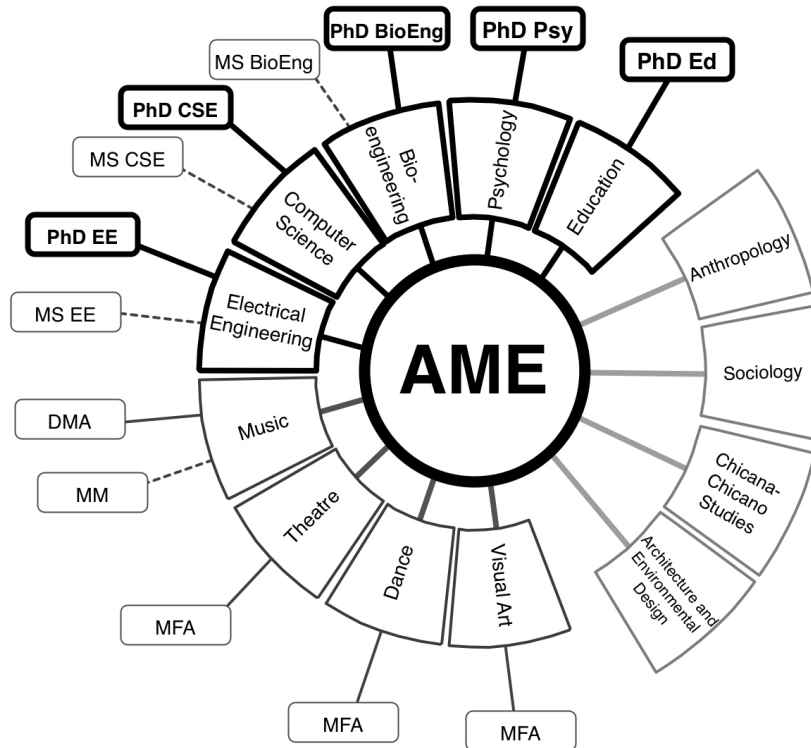 PhD BioEng
PhD Psy
PhD Ed
MS BioEng
PhD CSE
MS CSE
PhD EE
MS EE
DMA
MM
MFA
MFA
MFA
Bio-
engineering
Psychology
Education
Computer
Science
Electrical
Engineering
Music
Theatre
Dance
Visual Art
AME
Anthropology
Sociology
Chicana-
Chicano
Studies
Architecture and
Environmental
Design